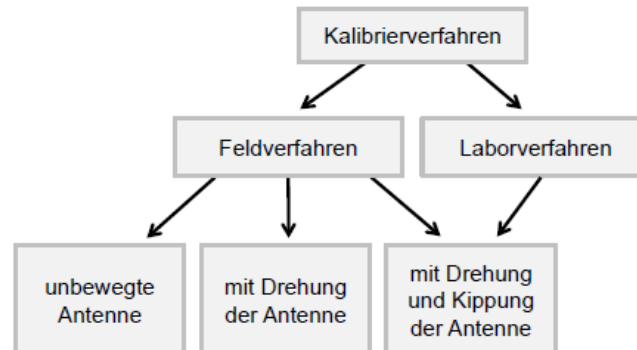 Kalibrierverfahren
Feldverfahren
Laborverfahren
unbewegte
Antenne
mit Drehung
der Antenne
mit Drehung
und Kippung
der Antenne